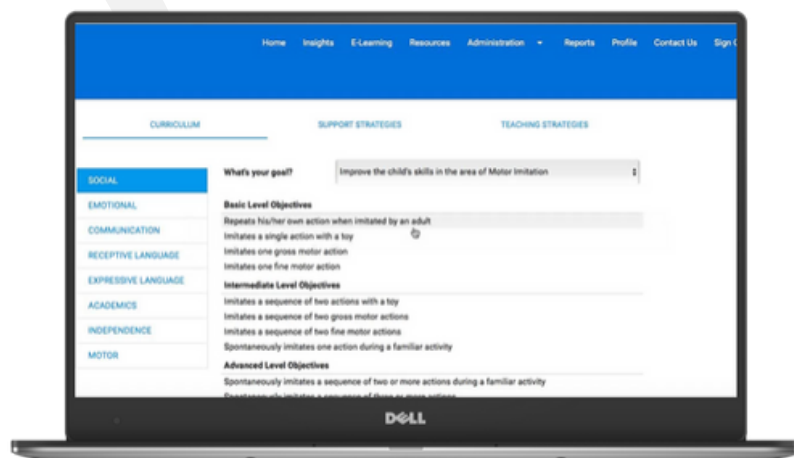 Home Insights E-Learning Resources Administration Reports Profile Contact Us Sign
CURRICULUM SUPPORT STRATEGIES TEACHING STRATEGIES
What's your goal? Improve the child's skills in the area of Motor Imitation
SOCIAL
EMOTIONAL
COMMUNICATION
RECEPTIVE LANGUAGE
EXPRESSIVE LANGUAGE
ACADEMICS
INDEPENDENCE
MOTOR
Basic Level Objectives
Repeats his/her own action when imitated by an adult
Imitates a single action with a toy
Imitates one gross motor action
Imitates one fine motor action
Intermediate Level Objectives
Imitates a sequence of two actions with a toy
Imitates a sequence of two gross motor actions
Imitates a sequence of two fine motor actions
Spontaneously imitates one action during a familiar activity
Advanced Level Objectives
Spontaneously imitates a sequence of two or more actions during a familiar activity
DELL